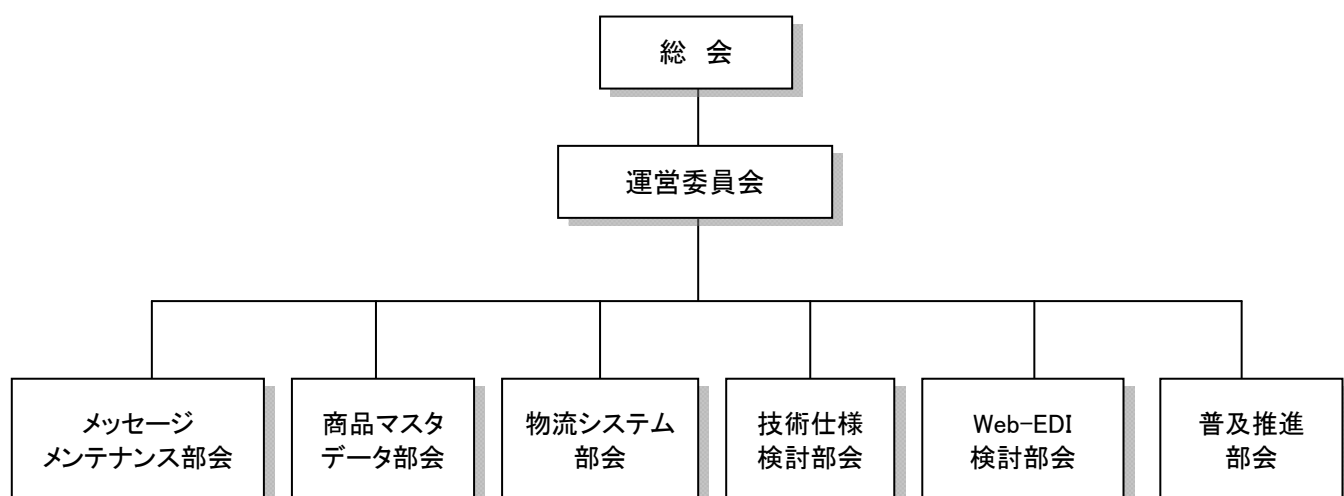 総 会
運営委員会
メッセージ
メンテナンス部会
商品マスタ
データ部会
物流システム
部会
技術仕様
検討部会
Web-EDI
検討部会
普及推進
部会